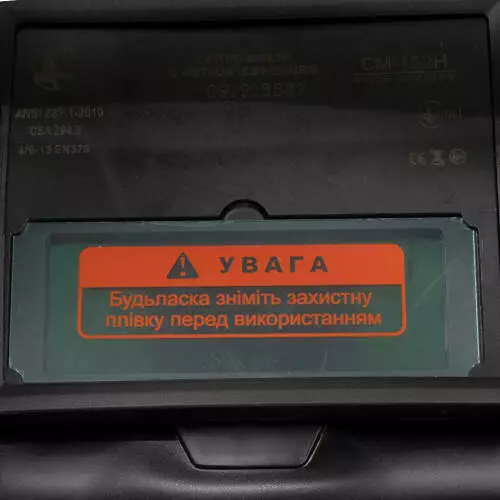 ANSI Z87.1-2010
CSA Z94.3
4/9-13 EN379
УВАГА
Будьласка зніміть захистну
плівку перед використанням